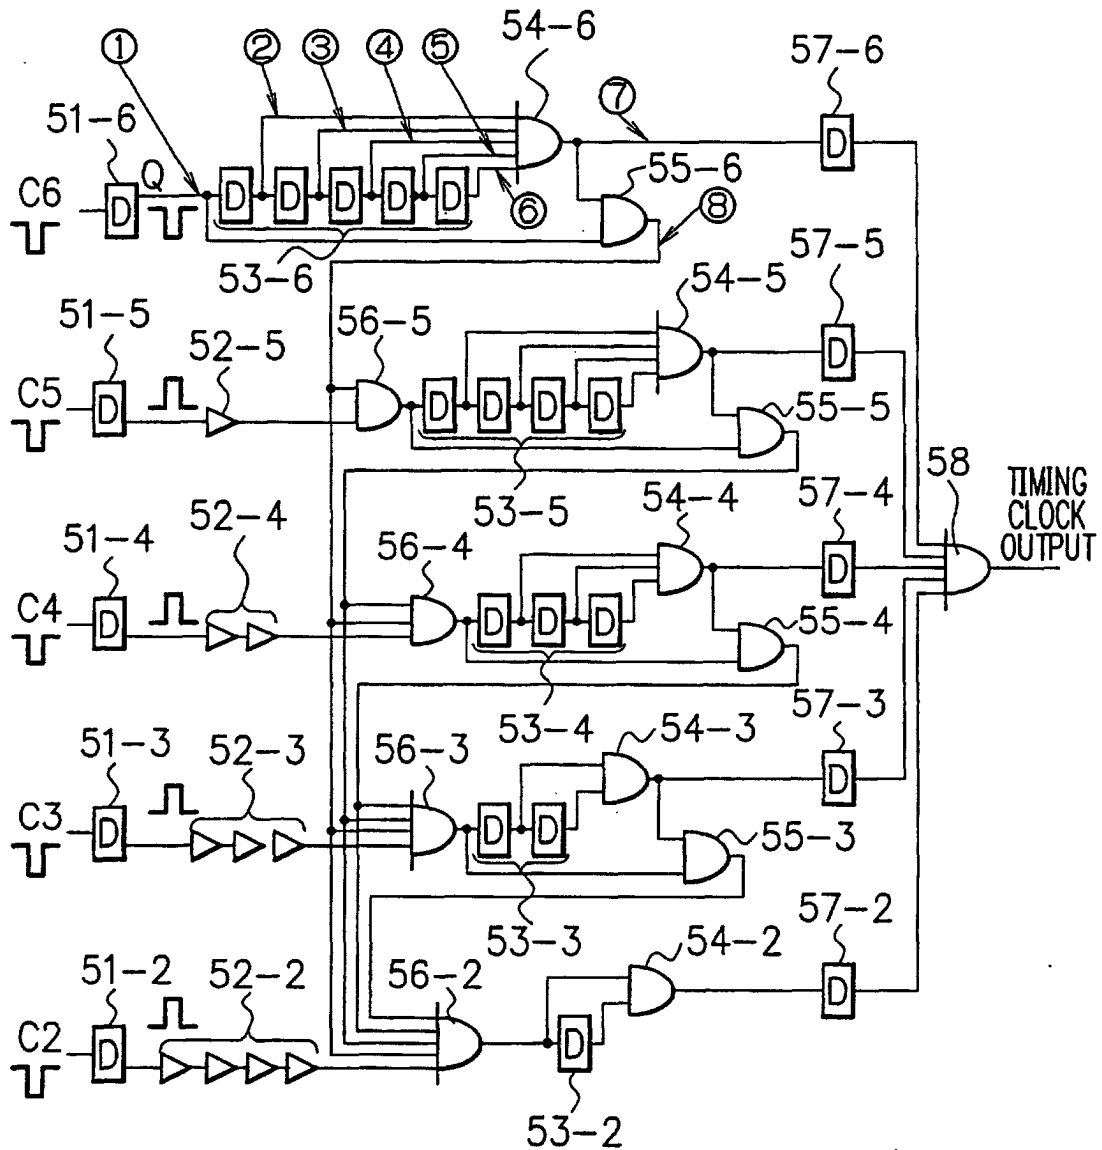 ① ② ③ ④ ⑤ 54-6 57-6
51-6 ⑦
C6 D Q D D D D D ⑥ 55-6 ⑧ D
53-6
51-5 52-5 56-5 54-5 57-5
C5 D D D D D D
55-5
53-5
51-4 52-4 56-4 54-4 57-4 58
TIMING
CLOCK
OUTPUT
C4 D D D D D
55-4
53-4
51-3 52-3 56-3 54-3 57-3
C3 D D D D
55-3
53-3
51-2 52-2 56-2 54-2 57-2
C2 D D D
53-2